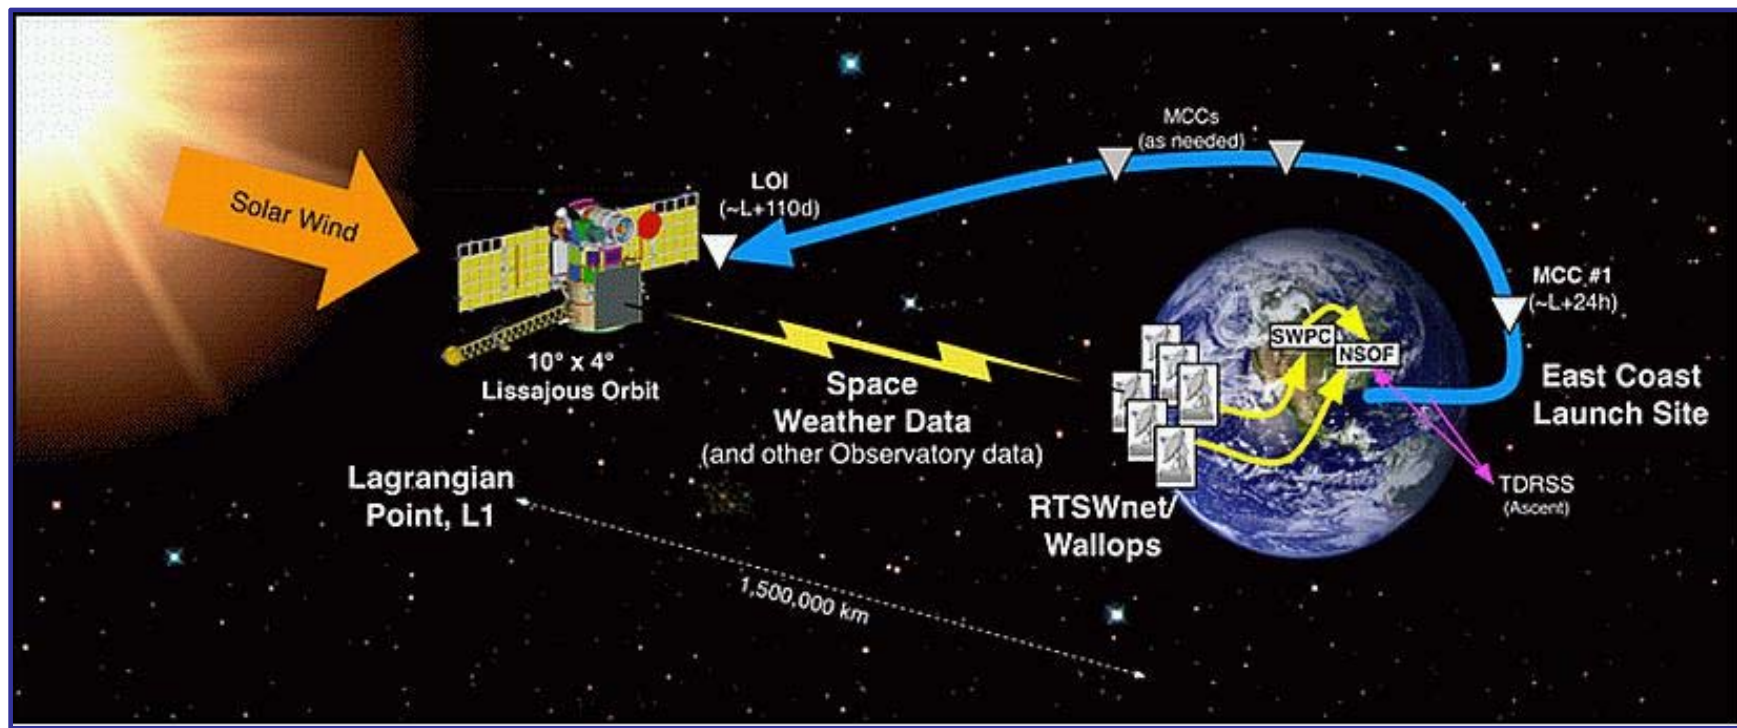 Solar Wind
LOI
(~L+110d)
MCCs
(as needed)
MCC #1
(~L+24h)
10° x 4°
Lissajous Orbit
Space
Weather Data
(and other Observatory data)
SWPC
NSOF
East Coast
Launch Site
Lagrangian
Point, L1
RTSWnet/
Wallops
TDRSS
(Ascent)
1,500,000 km